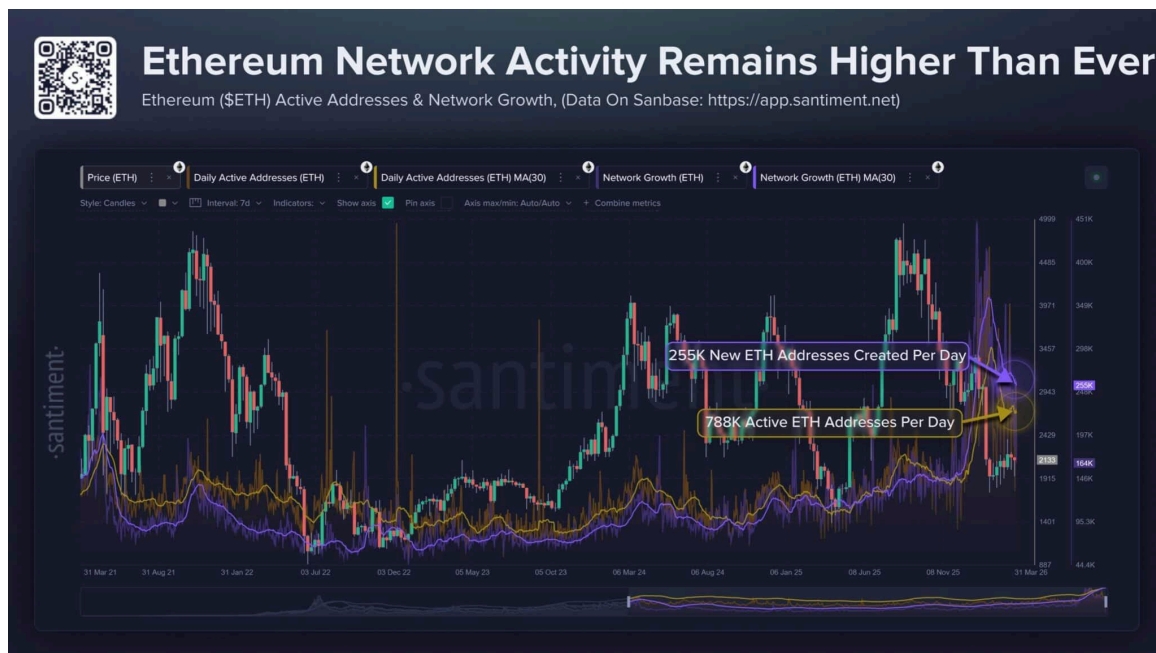 Ethereum Network Activity Remains Higher Than Ever
Ethereum ($ETH) Active Addresses & Network Growth, (Data On Sanbase: https://app.santiment.net)
Price (ETH)
Daily Active Addresses (ETH)
Daily Active Addresses (ETH) MA(30)
Network Growth (ETH)
Network Growth (ETH) MA(30)
Style: Candles
Interval: 7d
Indicators:
Show axis
Pin axis
Axis max/min: Auto/Auto
+ Combine metrics
4999
451K
4485
400K
3971
349K
3457
298K
255K New ETH Addresses Created Per Day
255K
2943
248K
788K Active ETH Addresses Per Day
2429
197K
2133
164K
1915
146K
1401
95.3K
887
44.4K
·santiment·
·santiment
31 Mar 21
31 Aug 21
31 Jan 22
03 Jul 22
03 Dec 22
05 May 23
05 Oct 23
06 Mar 24
06 Aug 24
06 Jan 25
08 Jun 25
08 Nov 25
31 Mar 26